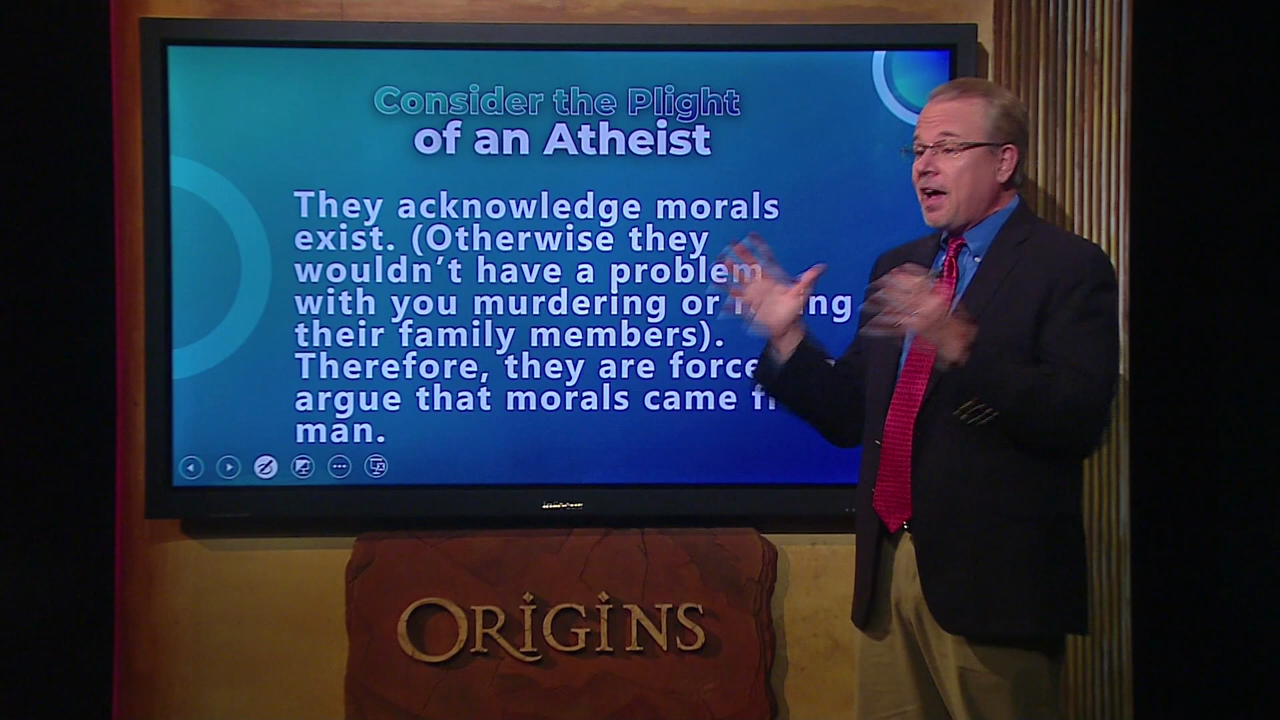 Consider the Plight
of an Atheist
They acknowledge morals
exist. (Otherwise they
wouldn't have a problem
with you murdering or
their family members).
Therefore, they are
argue that morals came
man.
ORiGiNS